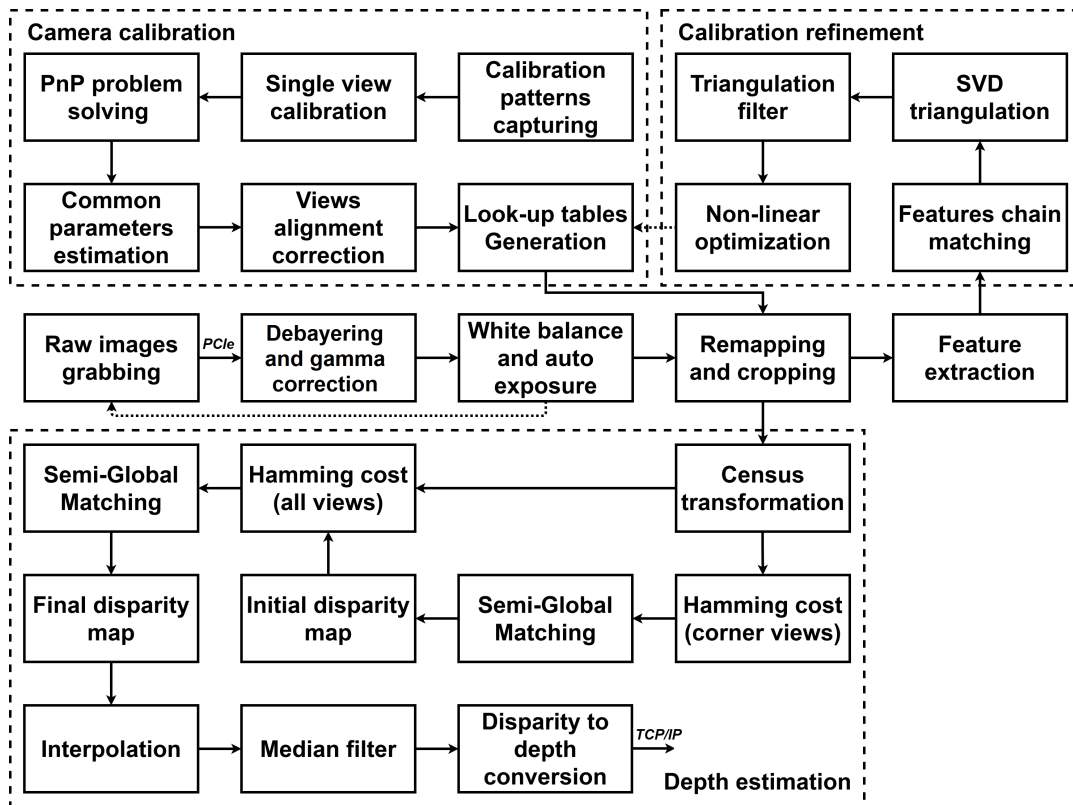 Camera calibration
PnP problem
solving
Single view
calibration
Calibration
patterns
capturing
Common
parameters
estimation
Views
alignment
correction
Look-up tables
Generation
Calibration refinement
Triangulation
filter
SVD
triangulation
Non-linear
optimization
Features chain
matching
Raw images
grabbing
PCIe
Debayering
and gamma
correction
White balance
and auto
exposure
Remapping
and cropping
Feature
extraction
Semi-Global
Matching
Hamming cost
(all views)
Census
transformation
Final disparity
map
Initial disparity
map
Semi-Global
Matching
Hamming cost
(corner views)
Interpolation
Median filter
Disparity to
depth
conversion
TCP/IP
Depth estimation